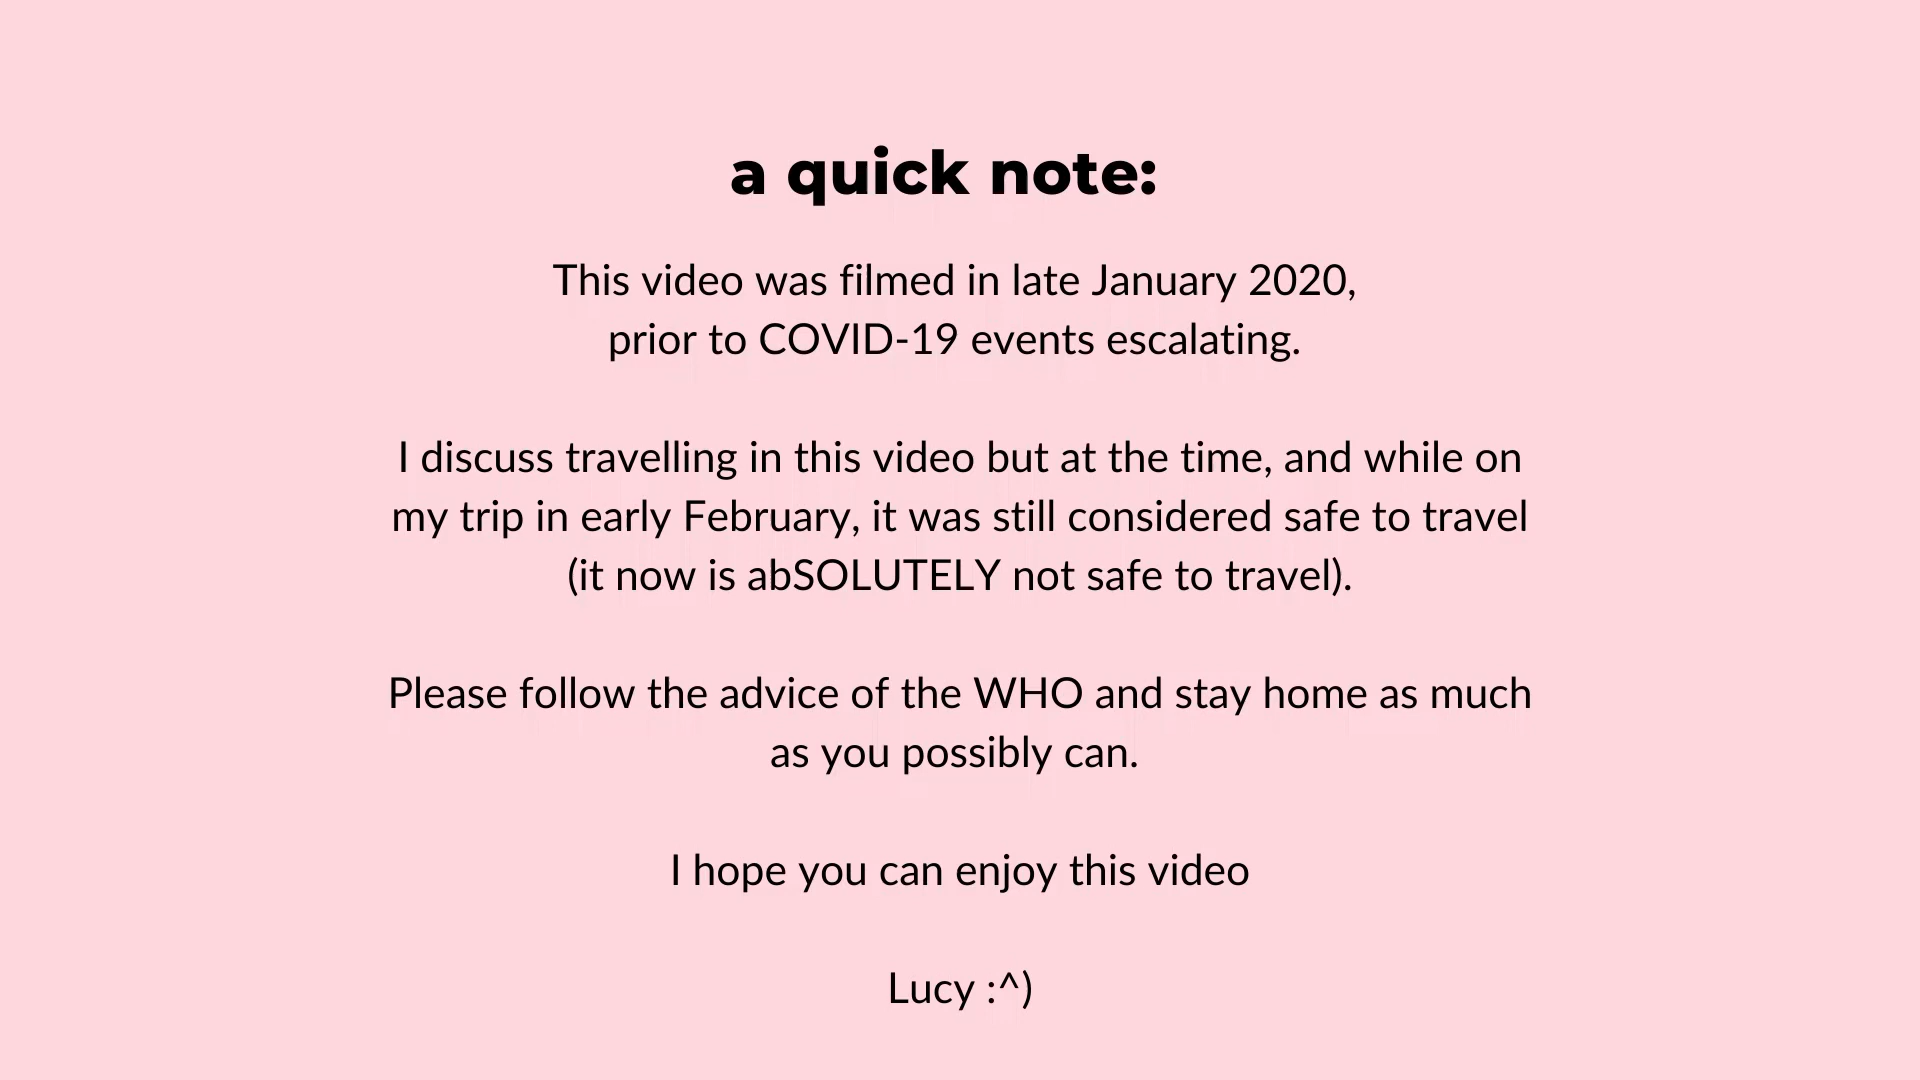 a quick note:
This video was filmed in late January 2020,
prior to COVID-19 events escalating.
I discuss travelling in this video but at the time, and while on
my trip in early February, it was still considered safe to travel
(it now is abSOLUTELY not safe to travel).
Please follow the advice of the WHO and stay home as much
as you possibly can.
I hope you can enjoy this video
Lucy :^)